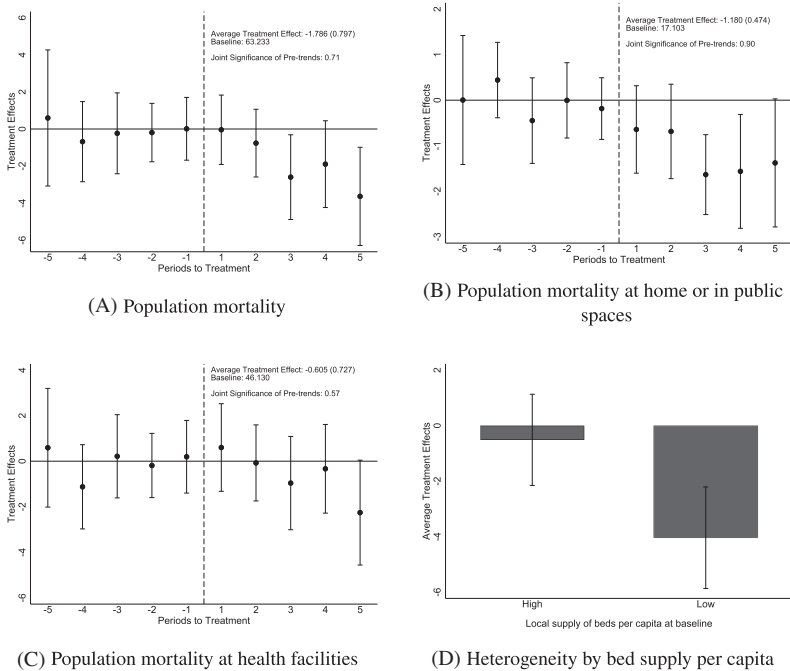 6
4
2
0
-2
-4
-6
Treatment Effects
Average Treatment Effect: -1.786 (0.797)
Baseline: 63.233
Joint Significance of Pre-trends: 0.71
-5 -4 -3 -2 -1 1 2 3 4 5
Periods to Treatment
(A) Population mortality
2
1
0
-1
-2
-3
Treatment Effects
Average Treatment Effect: -1.180 (0.474)
Baseline: 17.103
Joint Significance of Pre-trends: 0.90
-5 -4 -3 -2 -1 1 2 3 4 5
Periods to Treatment
(B) Population mortality at home or in public
spaces
4
2
0
-2
-4
-6
Treatment Effects
Average Treatment Effect: -0.605 (0.727)
Baseline: 46.130
Joint Significance of Pre-trends: 0.57
-5 -4 -3 -2 -1 1 2 3 4 5
Periods to Treatment
(C) Population mortality at health facilities
0
-2
-4
-6
Average Treatment Effects
High Low
Local supply of beds per capita at baseline
(D) Heterogeneity by bed supply per capita